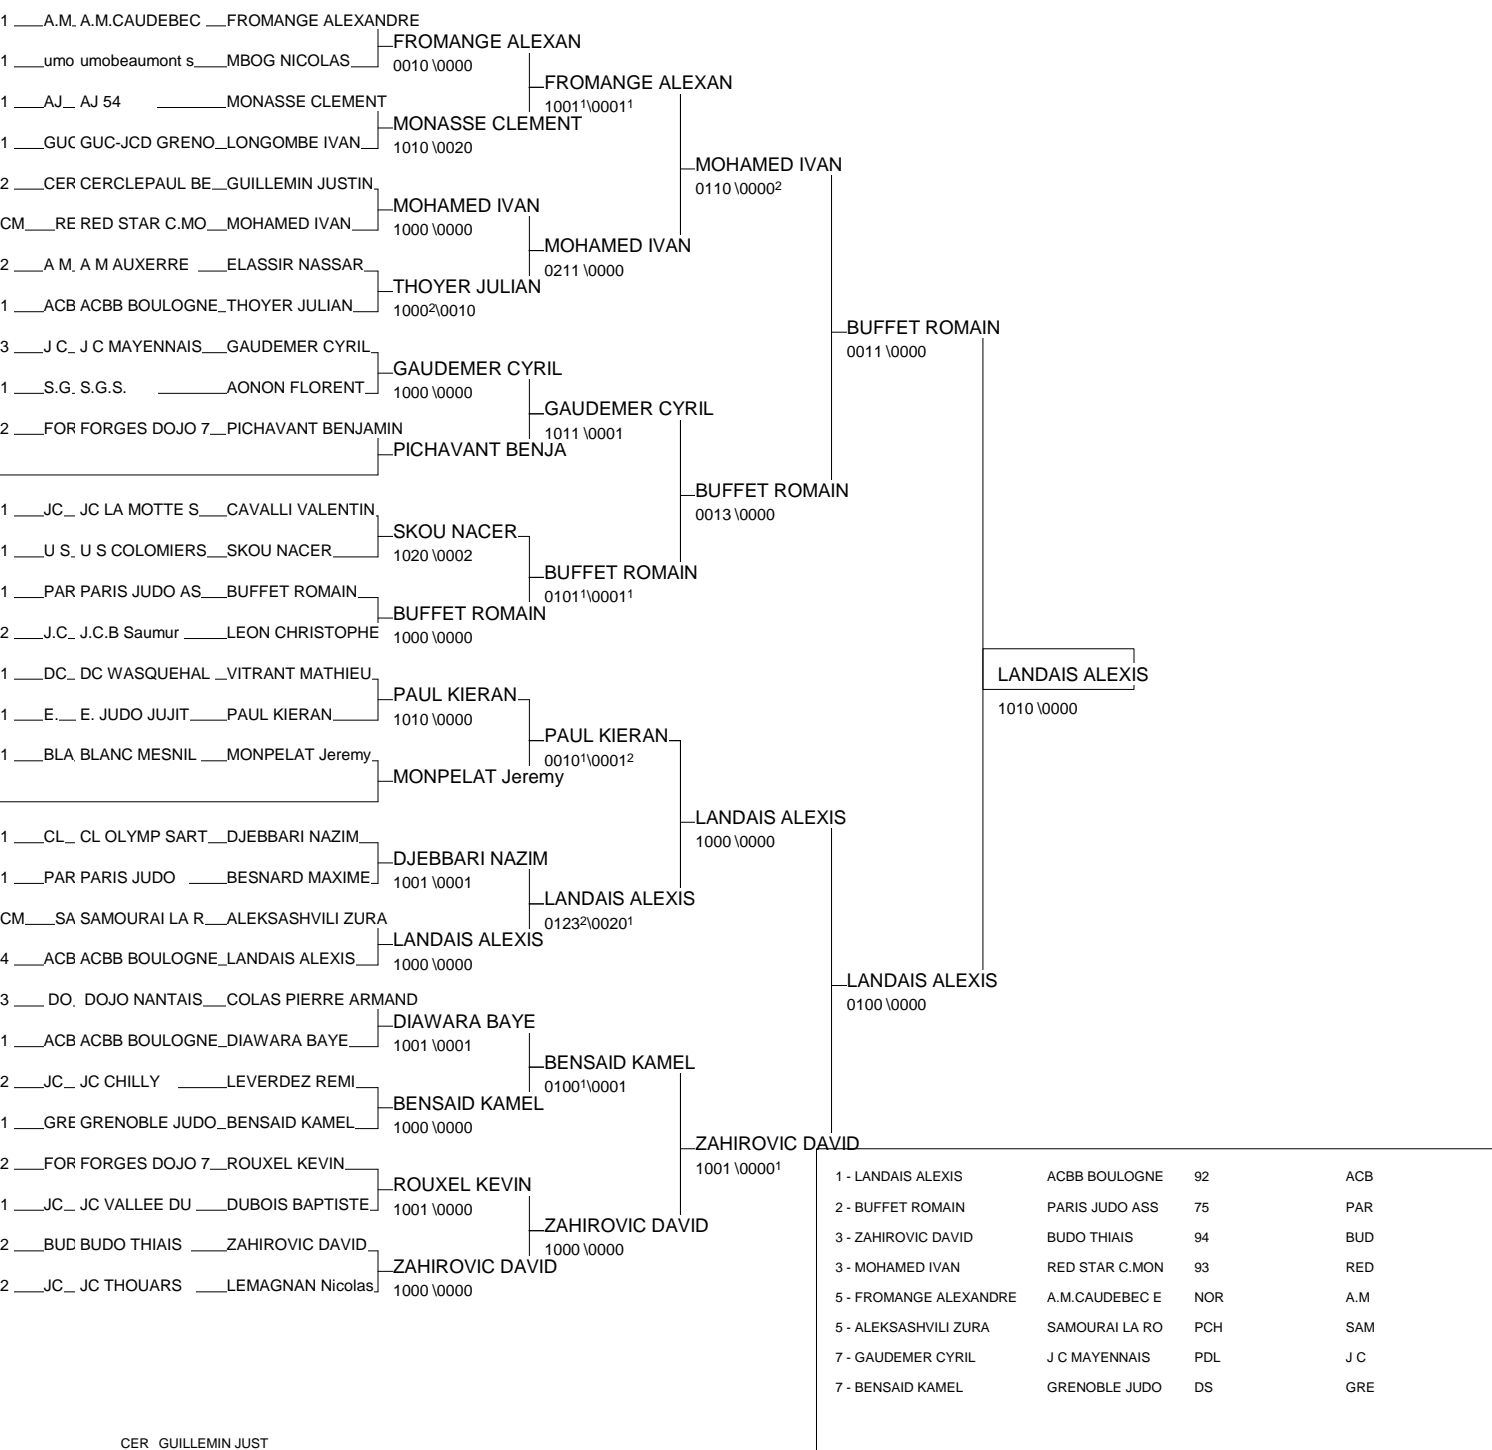 1 A.M A.M.CAUDEBEC FROMANGE ALEXANDRE
FROMANGE ALEXAN
1 umo umobeaumont s MBOG NICOLAS
0010 \0000
FROMANGE ALEXAN
1001¹\0001¹
1 AJ AJ 54 MONASSE CLEMENT
MONASSE CLEMENT
1 GUC GUC-JCD GRENO LONGOMBE IVAN
1010 \0020
MOHAMED IVAN
0110 \0000²
2 CER CERCLEPAUL BE GUILLEMIN JUSTIN
MOHAMED IVAN
CM RE RED STAR C.MO MOHAMED IVAN
1000 \0000
MOHAMED IVAN
0211 \0000
2 A M A M AUXERRE ELASSIR NASSAR
THOYER JULIAN
1 ACB ACBB BOULOGNE THOYER JULIAN
1000²\0010
BUFFET ROMAIN
0011 \0000
3 J C J C MAYENNAIS GAUDEMER CYRIL
GAUDEMER CYRIL
1 S.G. S.G.S. AONON FLORENT
1000 \0000
GAUDEMER CYRIL
1011 \0001
2 FOR FORGES DOJO 7 PICHAVANT BENJAMIN
PICHAVANT BENJA
BUFFET ROMAIN
0013 \0000
1 JC JC LA MOTTE S CAVALLI VALENTIN
SKOU NACER
1 U S U S COLOMIERS SKOU NACER
1020 \0002
BUFFET ROMAIN
0101¹\0001¹
1 PAR PARIS JUDO AS BUFFET ROMAIN
BUFFET ROMAIN
2 J.C J.C.B Saumur LEON CHRISTOPHE
1000 \0000
LANDAIS ALEXIS
1010 \0000
1 DC DC WASQUEHAL VITRANT MATHIEU
PAUL KIERAN
1 E. E. JUDO JUJIT PAUL KIERAN
1010 \0000
PAUL KIERAN
0010¹\0001²
1 BLA BLANC MESNIL MONPELAT Jeremy
MONPELAT Jeremy
LANDAIS ALEXIS
1000 \0000
1 CL CL OLYMP SART DJEBBARI NAZIM
DJEBBARI NAZIM
1 PAR PARIS JUDO BESNARD MAXIME
1001 \0001
LANDAIS ALEXIS
0123²\0020¹
CM SA SAMOURAI LA R ALEKSASHVILI ZURA
LANDAIS ALEXIS
4 ACB ACBB BOULOGNE LANDAIS ALEXIS
1000 \0000
LANDAIS ALEXIS
0100 \0000
3 DO DOJO NANTAIS COLAS PIERRE ARMAND
DIAWARA BAYE
1 ACB ACBB BOULOGNE DIAWARA BAYE
1001 \0001
BENSAID KAMEL
0100¹\0001
2 JC JC CHILLY LEVERDEZ REMI
BENSAID KAMEL
1 GRE GRENOBLE JUDO BENSAID KAMEL
1000 \0000
ZAHIROVIC DAVID
1001 \0000¹
2 FOR FORGES DOJO 7 ROUXEL KEVIN
ROUXEL KEVIN
1 JC JC VALLEE DU DUBOIS BAPTISTE
1001 \0000
ZAHIROVIC DAVID
1000 \0000
2 BUD BUDO THIAIS ZAHIROVIC DAVID
ZAHIROVIC DAVID
2 JC JC THOUARS LEMAGNAN Nicolas
1000 \0000
1 - LANDAIS ALEXIS ACBB BOULOGNE 92 ACB
2 - BUFFET ROMAIN PARIS JUDO ASS 75 PAR
3 - ZAHIROVIC DAVID BUDO THIAIS 94 BUD
3 - MOHAMED IVAN RED STAR C.MON 93 RED
5 - FROMANGE ALEXANDRE A.M.CAUDEBEC E NOR A.M
5 - ALEKSASHVILI ZURA SAMOURAI LA RO PCH SAM
7 - GAUDEMER CYRIL J C MAYENNAIS PDL J C
7 - BENSAID KAMEL GRENOBLE JUDO DS GRE
CER GUILLEMIN JUST